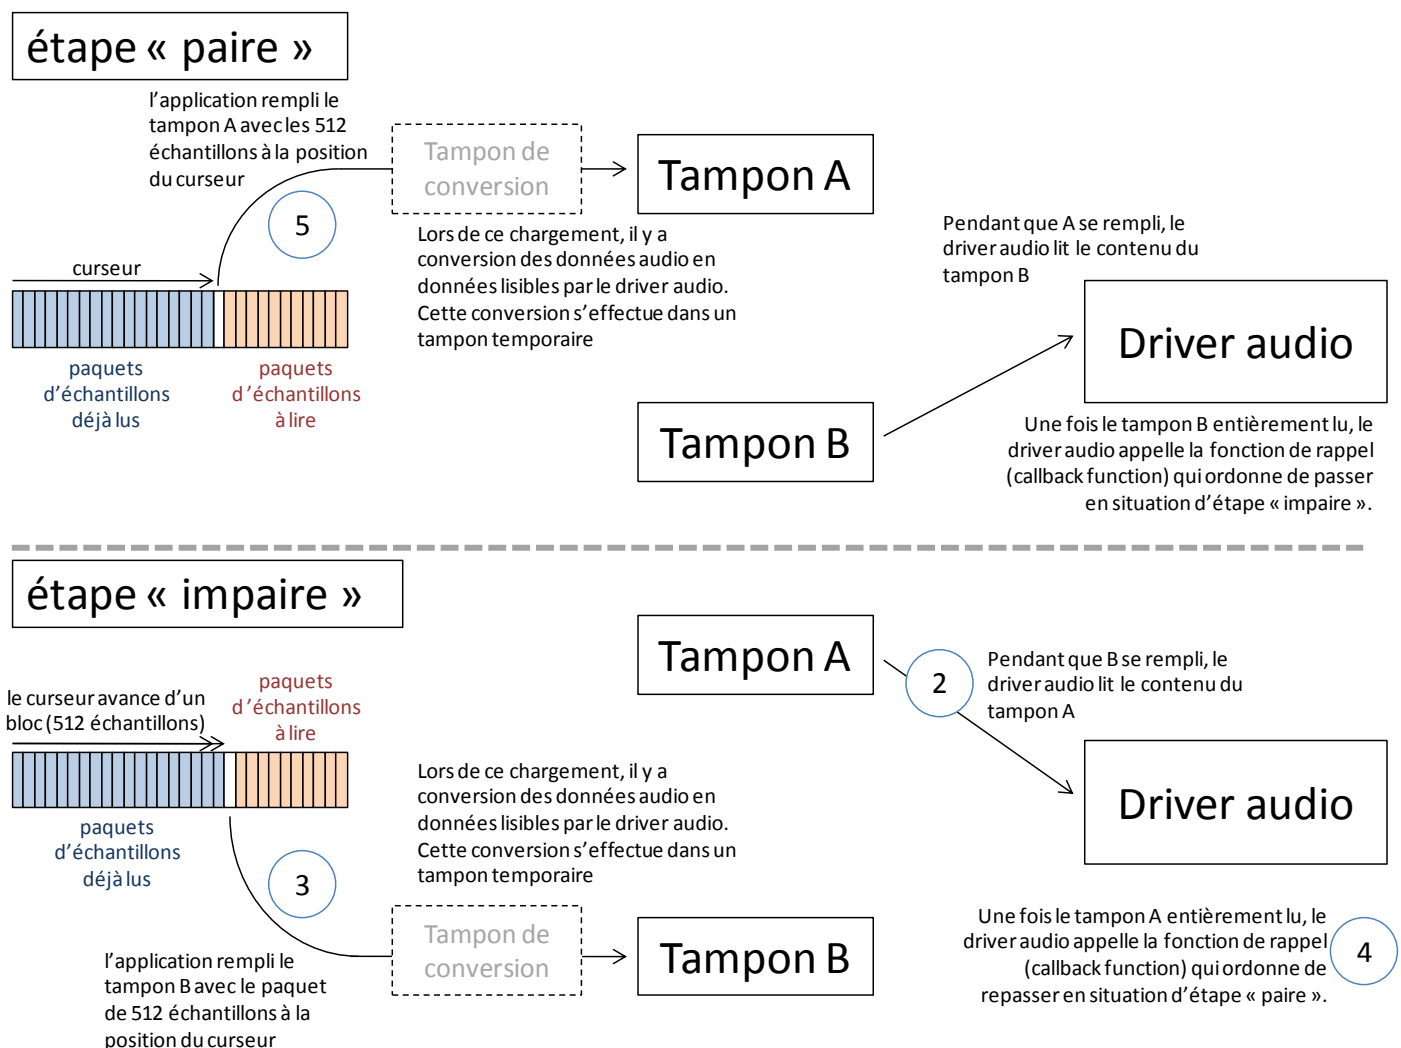 étape « paire »
l'application rempli le
tampon A avec les 512
échantillons à la position
du curseur
5
curseur
paquets
d'échantillons
déjà lus
paquets
d'échantillons
à lire
Tampon de
conversion
Lors de ce chargement, il y a
conversion des données audio en
données lisibles par le driver audio.
Cette conversion s'effectue dans un
tampon temporaire
Tampon A
Tampon B
Pendant que A se rempli, le
driver audio lit le contenu du
tampon B
Driver audio
Une fois le tampon B entièrement lu, le
driver audio appelle la fonction de rappel
(callback function) qui ordonne de passer
en situation d'étape « impaire ».
étape « impaire »
le curseur avance d'un
bloc (512 échantillons)
paquets
d'échantillons
à lire
paquets
d'échantillons
déjà lus
3
l'application rempli le
tampon B avec le paquet
de 512 échantillons à la
position du curseur
Lors de ce chargement, il y a
conversion des données audio en
données lisibles par le driver audio.
Cette conversion s'effectue dans un
tampon temporaire
Tampon de
conversion
Tampon A
Tampon B
2
Pendant que B se rempli, le
driver audio lit le contenu du
tampon A
Driver audio
Une fois le tampon A entièrement lu, le
driver audio appelle la fonction de rappel
(callback function) qui ordonne de
repasser en situation d'étape « paire ».
4